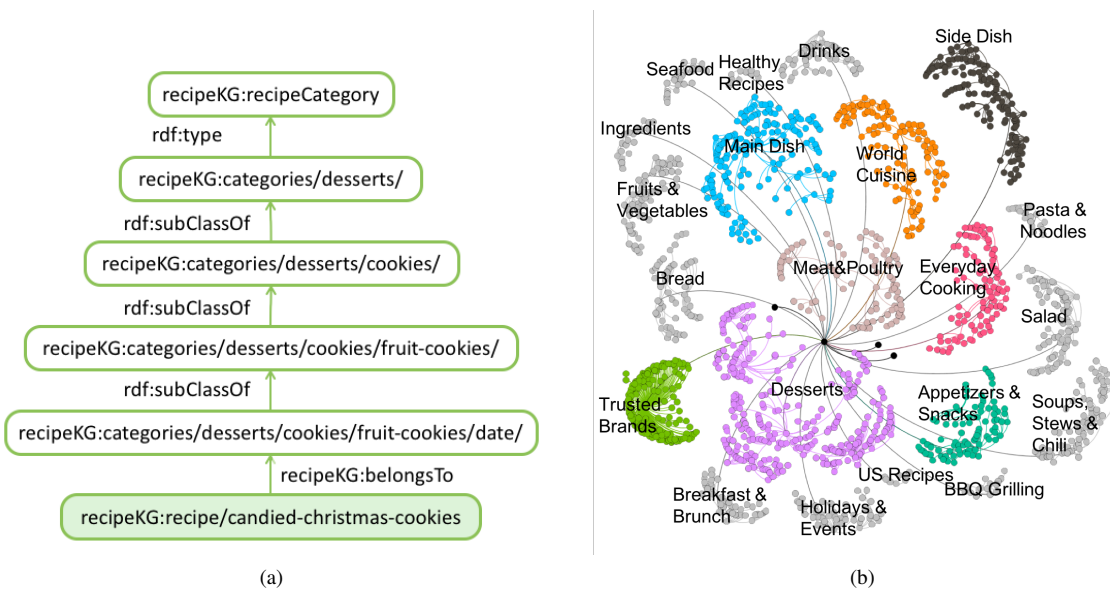 recipeKG:recipeCategory
rdf:type
recipeKG:categories/desserts/
rdf:subClassOf
recipeKG:categories/desserts/cookies/
rdf:subClassOf
recipeKG:categories/desserts/cookies/fruit-cookies/
rdf:subClassOf
recipeKG:categories/desserts/cookies/fruit-cookies/date/
recipeKG:belongsTo
recipeKG:recipe/candied-christmas-cookies
(a)
Side Dish
Drinks
Healthy
Recipes
Seafood
Ingredients
Main Dish
World
Cuisine
Fruits &
Vegetables
Pasta &
Noodles
Meat&Poultry
Everyday
Cooking
Bread
Salad
Desserts
Appetizers &
Snacks
Trusted
Brands
Soups,
Stews &
Chili
US Recipes
BBQ Grilling
Breakfast &
Brunch
Holidays &
Events
(b)